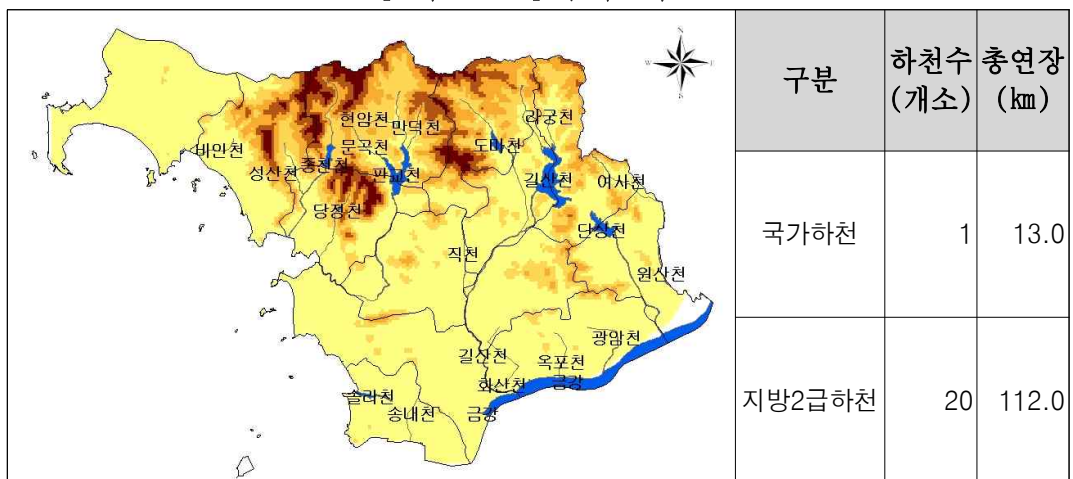 현암천
만덕천
라궁천
비인천
문곡천
도마천
성산천
종천천
판교천
길산천
여사천
당정천
단상천
직천
원산천
광암천
길산천
옥포천
화산천
금강
솔리천
송내천
금강
구분
하천수
(개소)
총연장
(㎞)
국가하천
1
13.0
지방2급하천
20
112.0